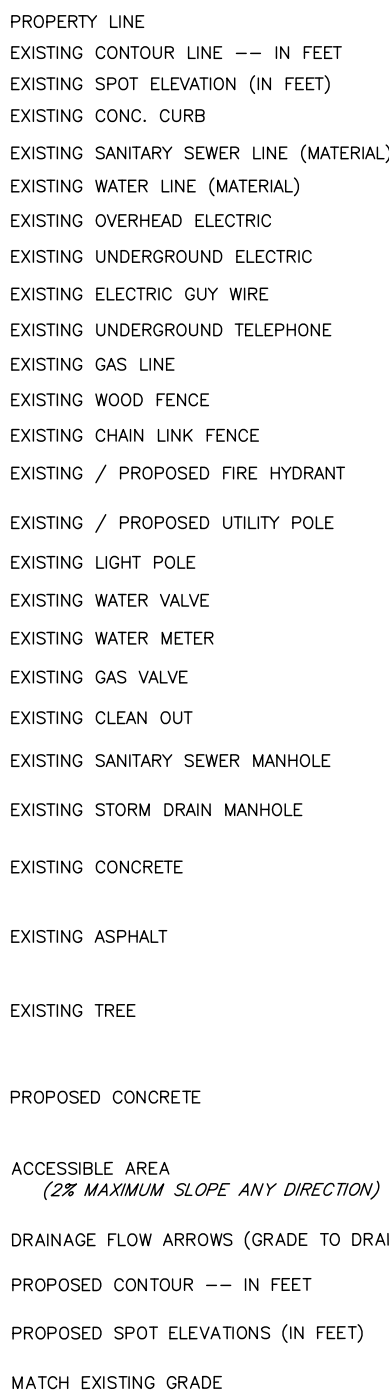 PROPERTY LINE
EXISTING CONTOUR LINE -- IN FEET
EXISTING SPOT ELEVATION (IN FEET)
EXISTING CONC. CURB
EXISTING SANITARY SEWER LINE (MATERIAL)
EXISTING WATER LINE (MATERIAL)
EXISTING OVERHEAD ELECTRIC
EXISTING UNDERGROUND ELECTRIC
EXISTING ELECTRIC GUY WIRE
EXISTING UNDERGROUND TELEPHONE
EXISTING GAS LINE
EXISTING WOOD FENCE
EXISTING CHAIN LINK FENCE
EXISTING / PROPOSED FIRE HYDRANT
EXISTING / PROPOSED UTILITY POLE
EXISTING LIGHT POLE
EXISTING WATER VALVE
EXISTING WATER METER
EXISTING GAS VALVE
EXISTING CLEAN OUT
EXISTING SANITARY SEWER MANHOLE
EXISTING STORM DRAIN MANHOLE
EXISTING CONCRETE
EXISTING ASPHALT
EXISTING TREE
PROPOSED CONCRETE
ACCESSIBLE AREA
(2% MAXIMUM SLOPE ANY DIRECTION)
DRAINAGE FLOW ARROWS (GRADE TO DRAI
PROPOSED CONTOUR -- IN FEET
PROPOSED SPOT ELEVATIONS (IN FEET)
MATCH EXISTING GRADE